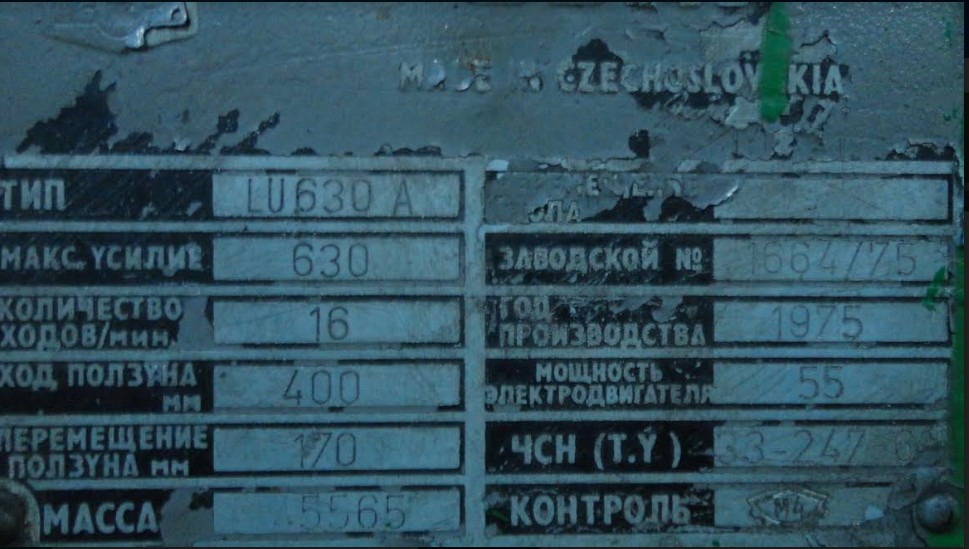 MADE IN CZECHOSLOVAKIA
ТИП LU630 A
МАКС. УСИЛИЕ 630
ЗАВОДСКОЙ № 1664/75
КОЛИЧЕСТВО
ХОДОВ/мин. 16
ГОД
ПРОИЗВОДСТВА 1975
ХОД ПОЛЗУНА
мм 400
МОЩНОСТЬ
ЭЛЕКТРОДВИГАТЕЛЯ 55
ПЕРЕМЕЩЕНИЕ
ПОЛЗУНА мм 170
ЧСН (Т.У)
МАССА 5565
КОНТРОЛЬ М4